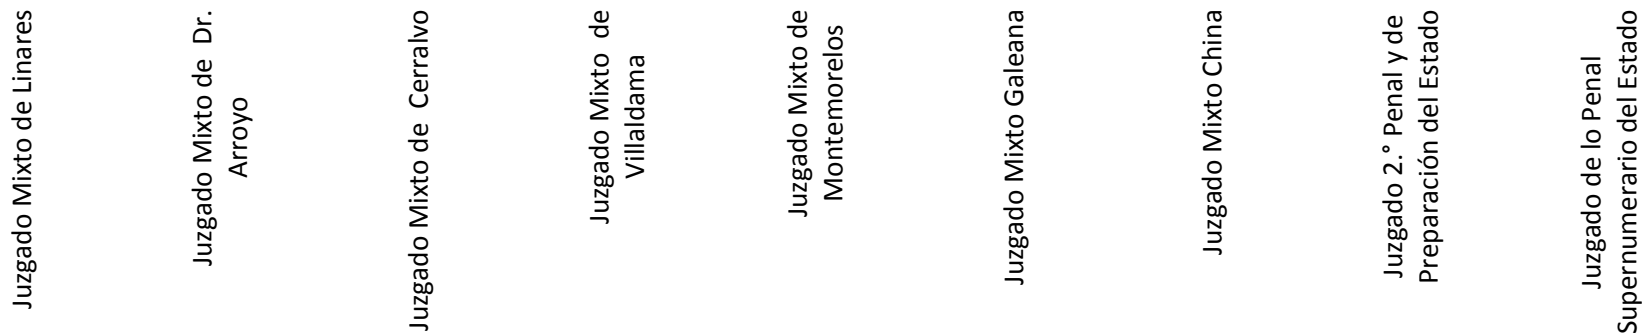 Juzgado Mixto de Linares
Juzgado Mixto de Dr.
Arroyo
Juzgado Mixto de Cerralvo
Juzgado Mixto de
Villaldama
Juzgado Mixto de
Montemorelos
Juzgado Mixto Galeana
Juzgado Mixto China
Juzgado 2.° Penal y de
Preparación del Estado
Juzgado de lo Penal
Supernumerario del Estado